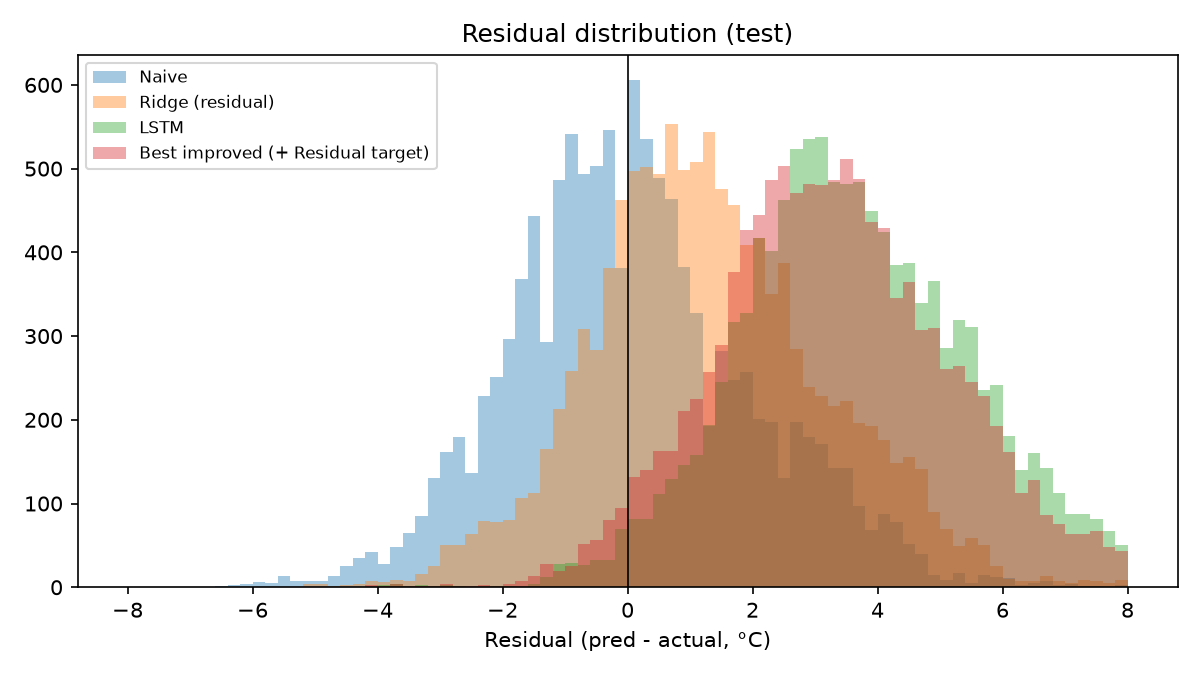 Residual distribution (test)
Naive
Ridge (residual)
LSTM
Best improved (+ Residual target)
600
500
400
300
200
100
0
−8 −6 −4 −2 0 2 4 6 8
Residual (pred - actual, °C)